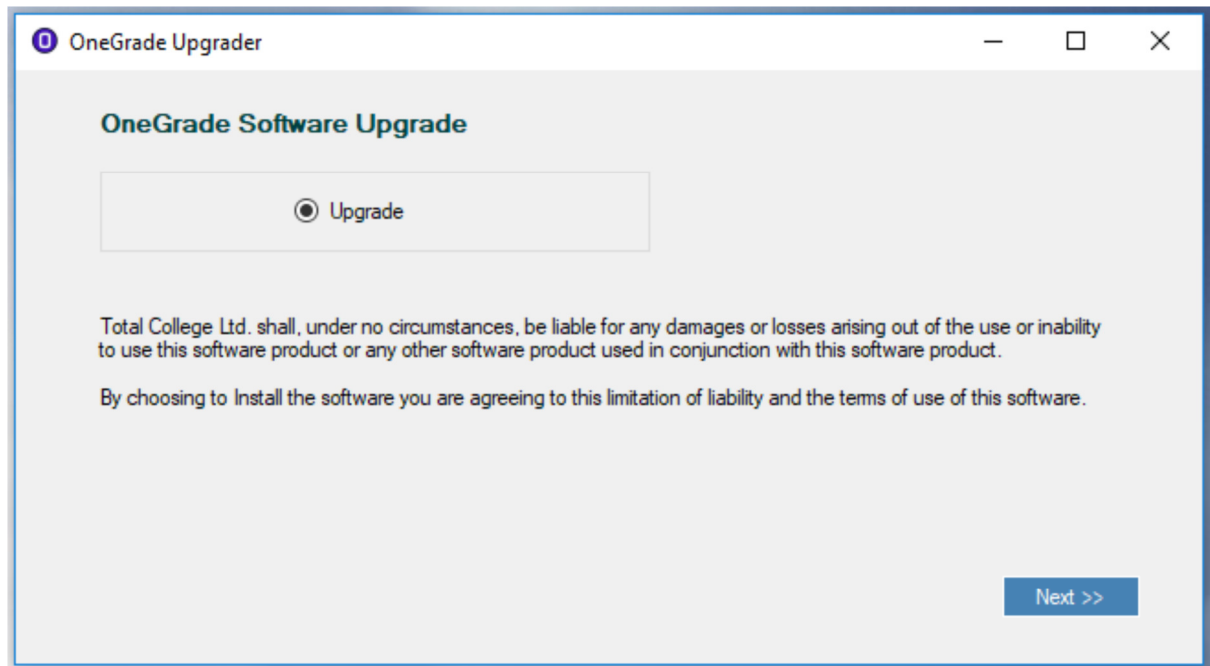 OneGrade Upgrader
OneGrade Software Upgrade
Upgrade
Total College Ltd. shall, under no circumstances, be liable for any damages or losses arising out of the use or inability
to use this software product or any other software product used in conjunction with this software product.
By choosing to Install the software you are agreeing to this limitation of liability and the terms of use of this software.
Next >>